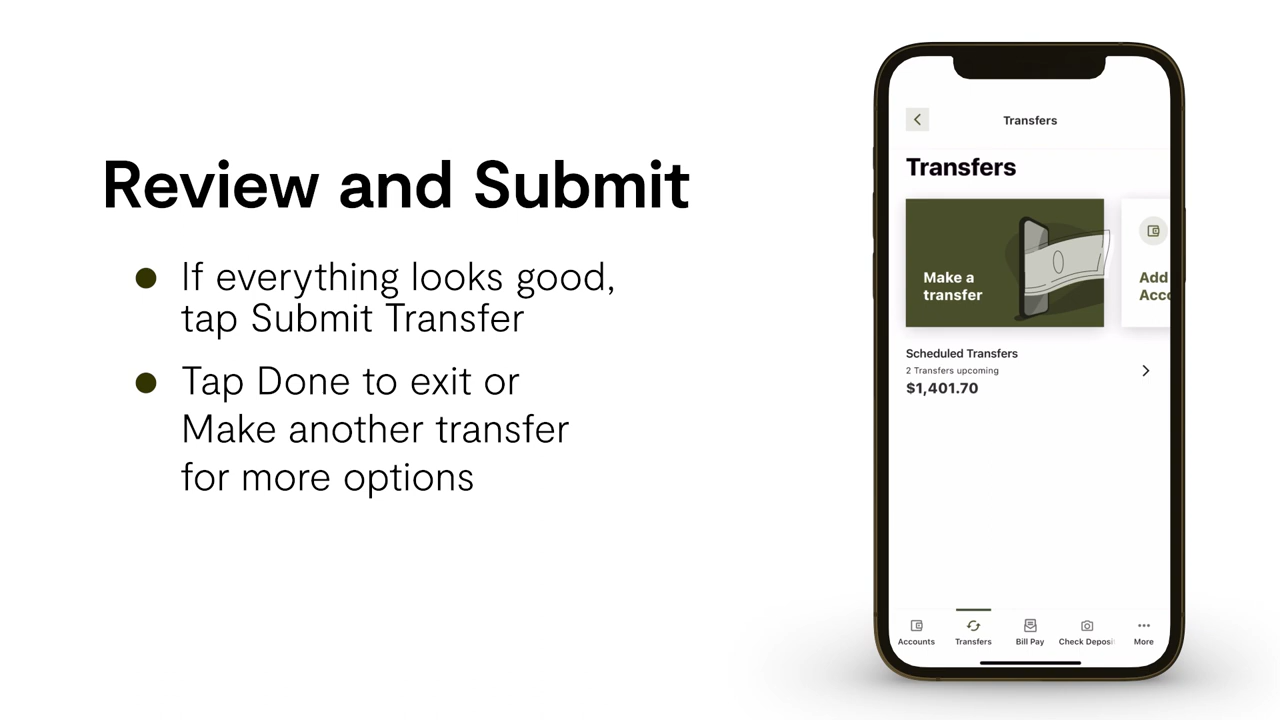 Review and Submit
If everything looks good,
tap Submit Transfer
Tap Done to exit or
Make another transfer
for more options
Transfers
Transfers
Make a
transfer
Add
Scheduled Transfers
2 Transfers upcoming
$1,401.70
Accounts
Transfers
Bill Pay
Check Deposi
More